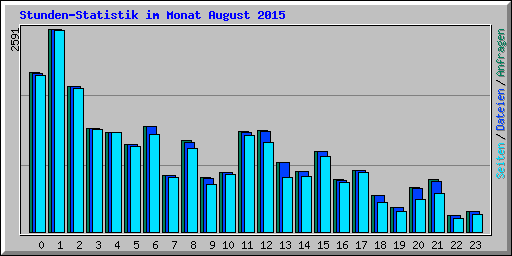 Stunden-Statistik im Monat August 2015
2591
Seiten / Dateien / Anfragen
0 1 2 3 4 5 6 7 8 9 10 11 12 13 14 15 16 17 18 19 20 21 22 23